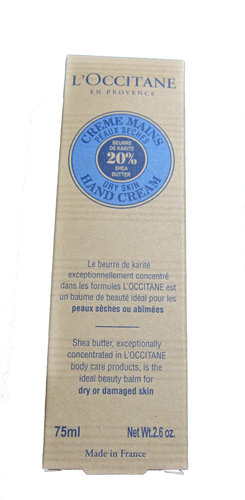 L'OCCITANE
EN PROVENCE
CREME MAINS
PEAUX SÈCHES
BEURRE
DE KARITÉ
20%
SHEA
BUTTER
DRY SKIN
HAND CREAM
Le beurre de karité
exceptionnellement concentré
dans les formules L'OCCITANE est
un baume de beauté idéal pour les
peaux sèches ou abîmées
Shea butter, exceptionally
concentrated in L'OCCITANE
body care products, is the
ideal beauty balm for
dry or damaged skin
75ml Net Wt.2.6 oz.
Made in France